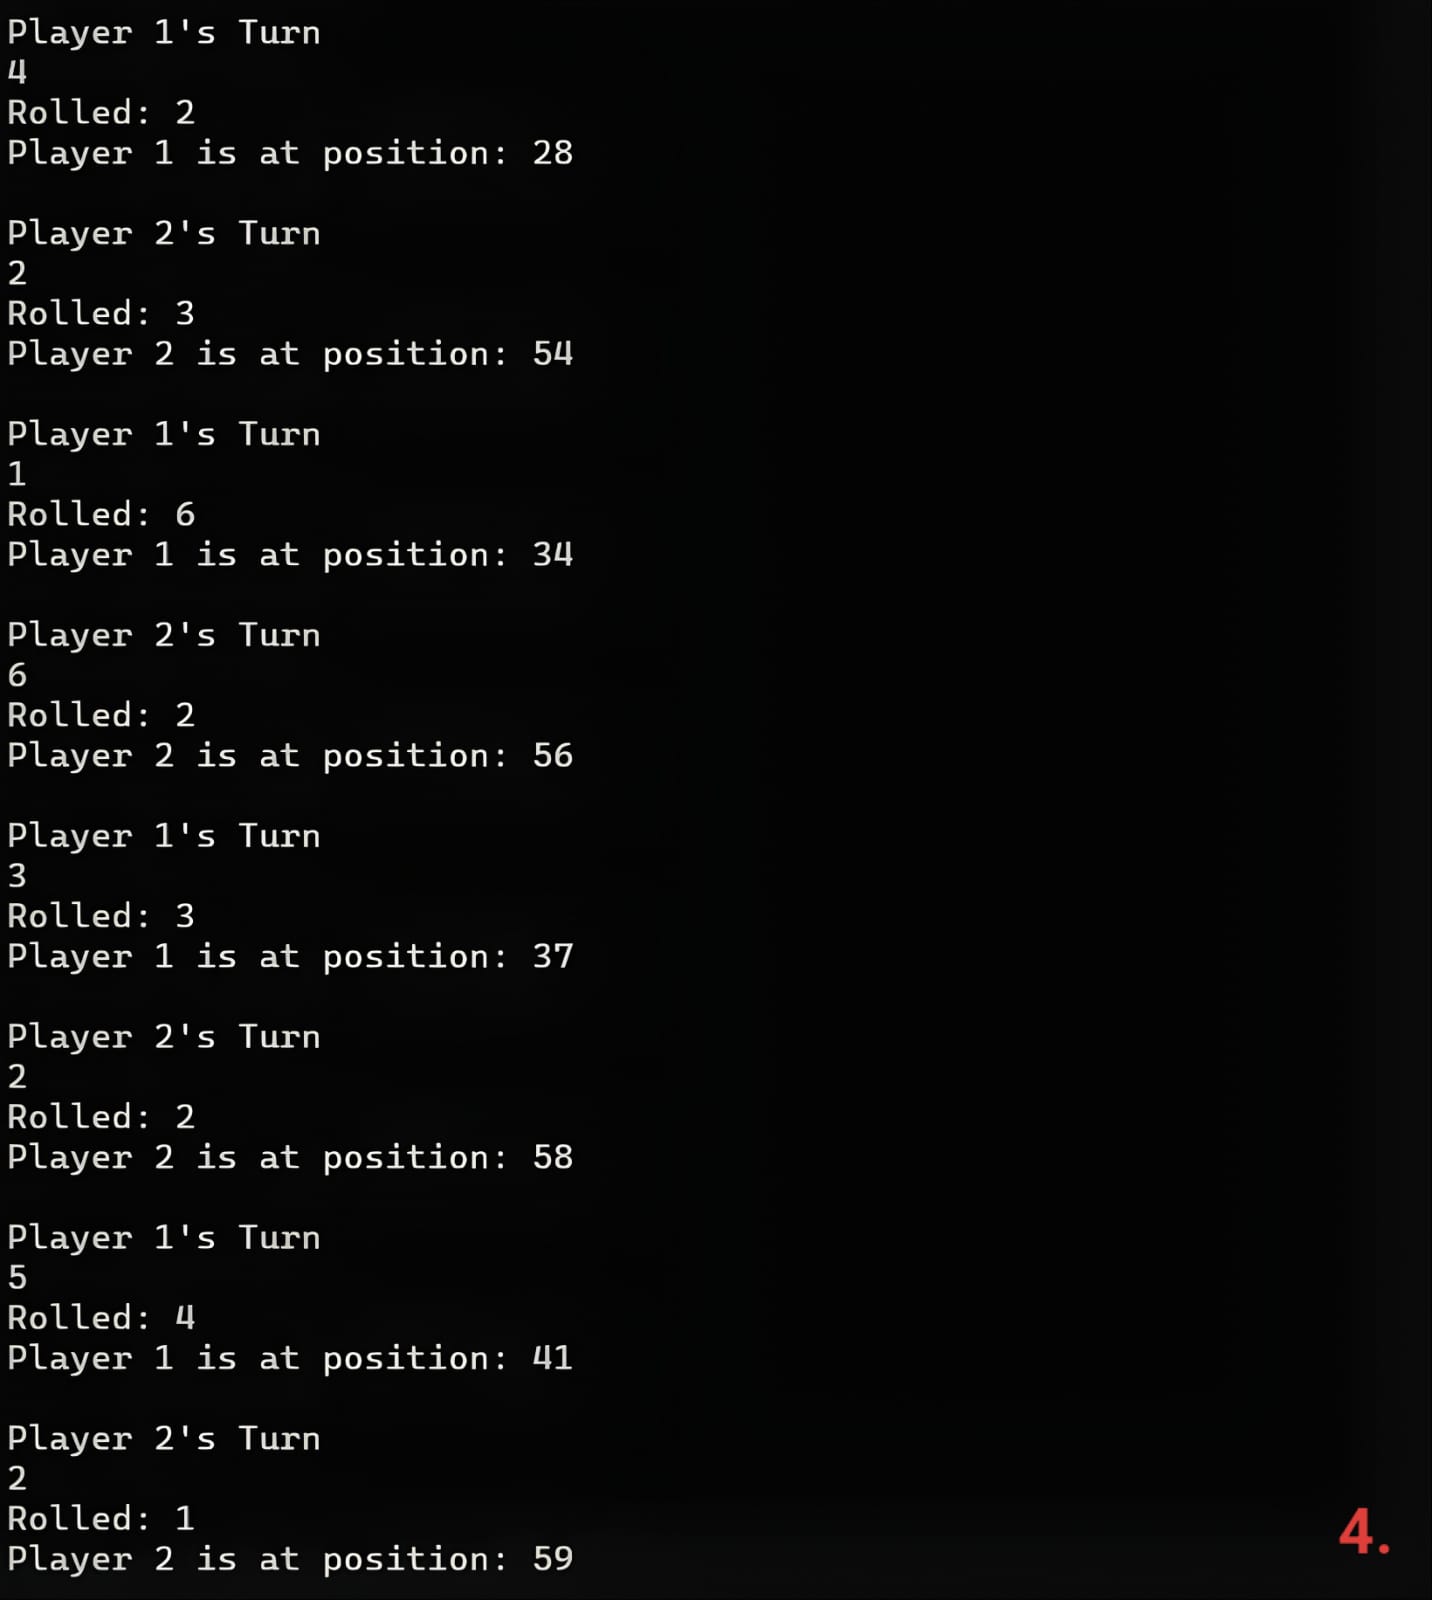 Player 1's Turn
4
Rolled: 2
Player 1 is at position: 28
Player 2's Turn
2
Rolled: 3
Player 2 is at position: 54
Player 1's Turn
1
Rolled: 6
Player 1 is at position: 34
Player 2's Turn
6
Rolled: 2
Player 2 is at position: 56
Player 1's Turn
3
Rolled: 3
Player 1 is at position: 37
Player 2's Turn
2
Rolled: 2
Player 2 is at position: 58
Player 1's Turn
5
Rolled: 4
Player 1 is at position: 41
Player 2's Turn
2
Rolled: 1
Player 2 is at position: 59
4.